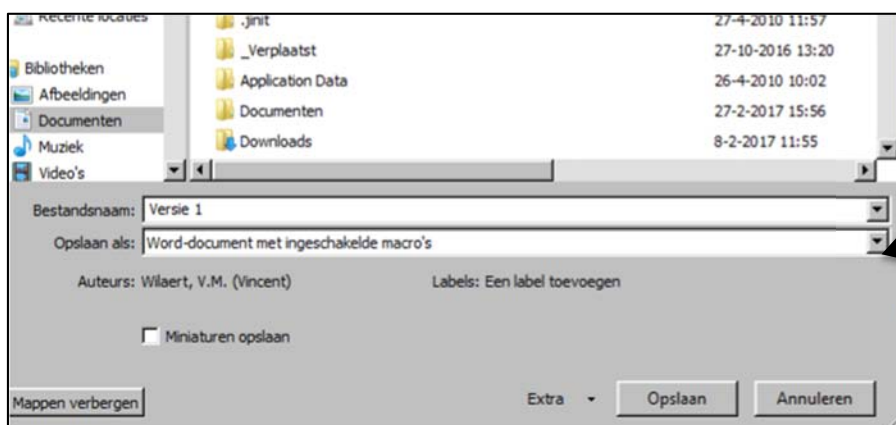 Recente locaties
Bibliotheken
Afbeeldingen
Documenten
Muziek
Video's
.jinit 27-4-2010 11:57
_Verplaatst 27-10-2016 13:20
Application Data 26-4-2010 10:02
Documenten 27-2-2017 15:56
Downloads 8-2-2017 11:55
Bestandsnaam: Versie 1
Opslaan als: Word-document met ingeschakelde macro's
Auteurs: Wilaert, V.M. (Vincent) Labels: Een label toevoegen
Miniaturen opslaan
Mappen verbergen Extra Opslaan Annuleren